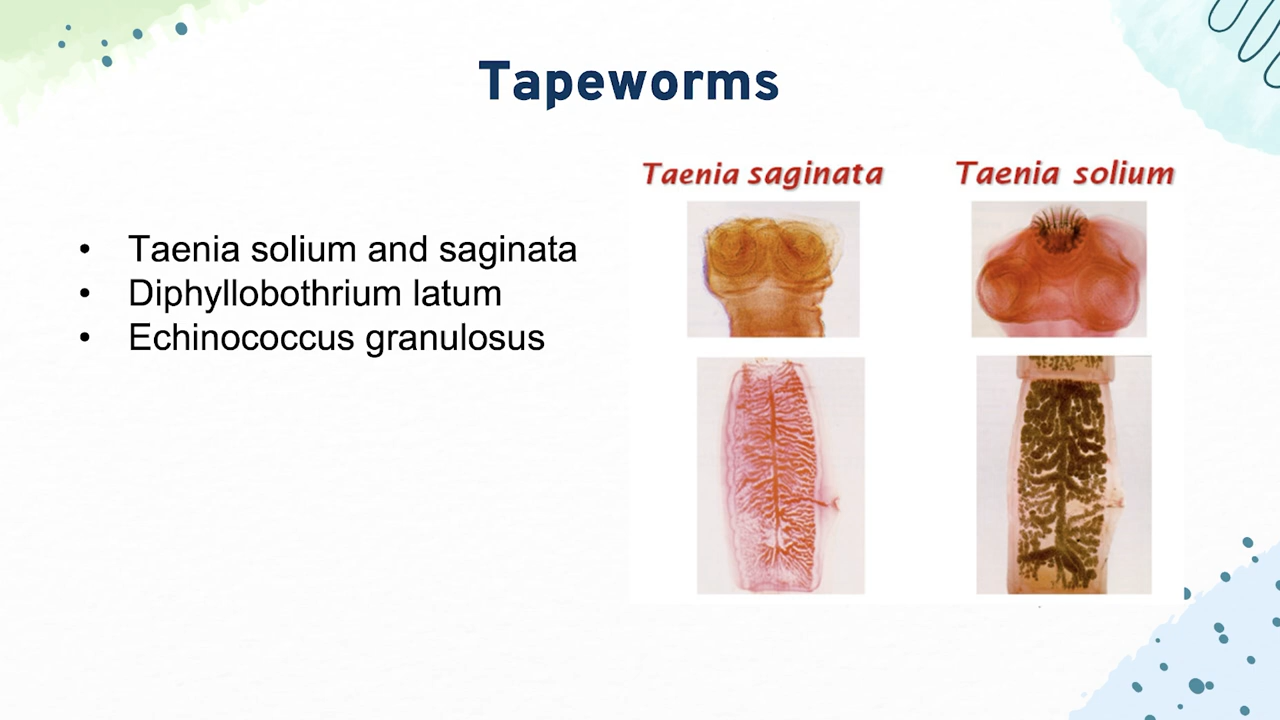 Tapeworms
• Taenia solium and saginata
• Diphyllobothrium latum
• Echinococcus granulosus
Taenia saginata
Taenia solium